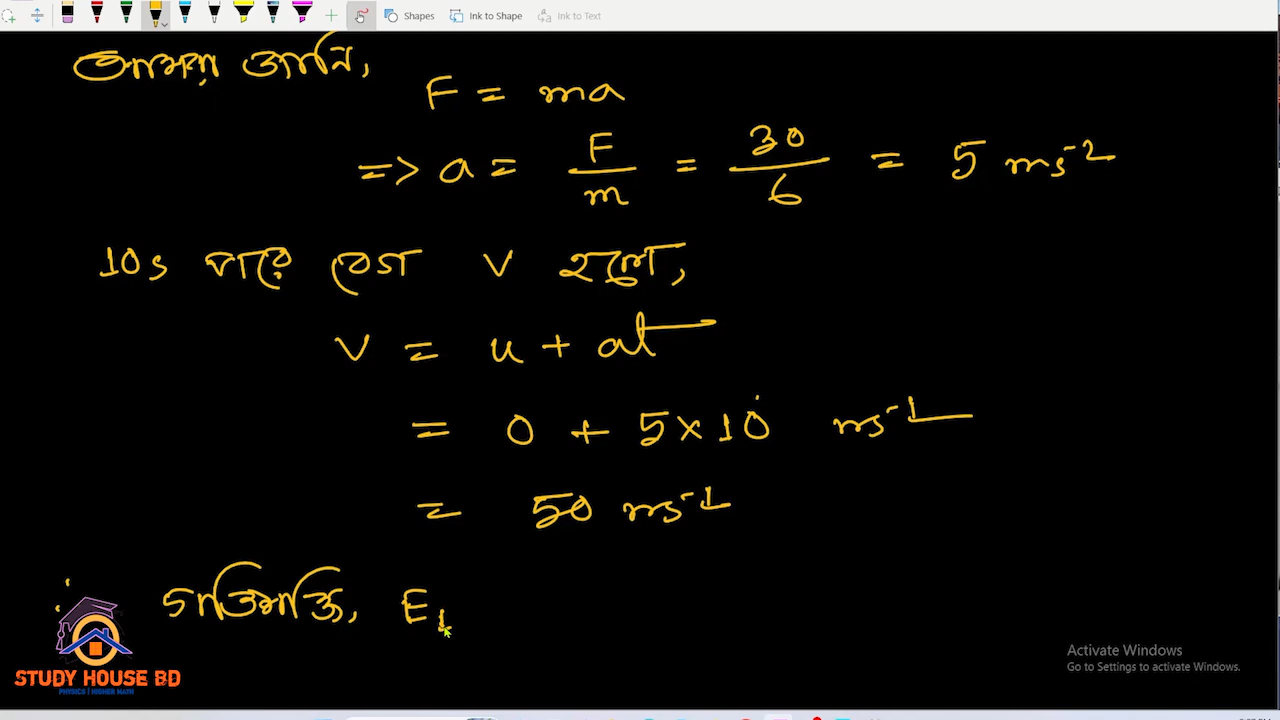 Shapes Ink to Shape Ink to Text
আমরা জানি,
F = ma
=> a = F/m = 30/6 = 5 ms⁻²
10s পরে বেগ v হলে,
v = u + at
= 0 + 5×10 ms⁻¹
= 50 ms⁻¹
∴ গতিশক্তি, E
STUDY HOUSE BD
PHYSICS | HIGHER MATH
Activate Windows
Go to Settings to activate Windows.